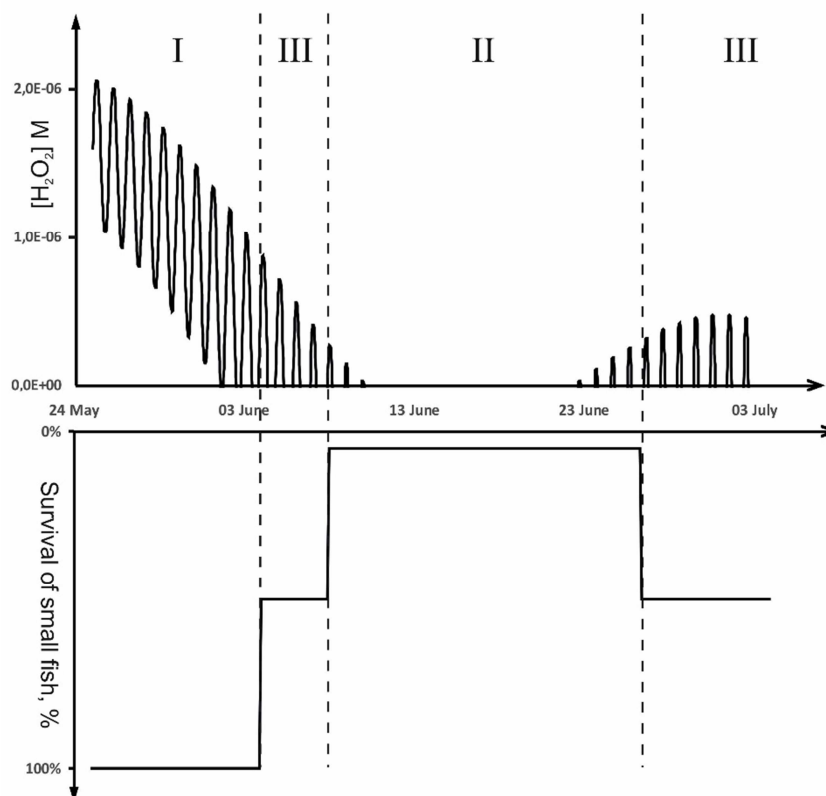 I III II III
2,0E-06
[H2O2] M
1,0E-06
0,0E+00
24 May 03 June 13 June 23 June 03 July
0%
Survival of small fish, %
100%